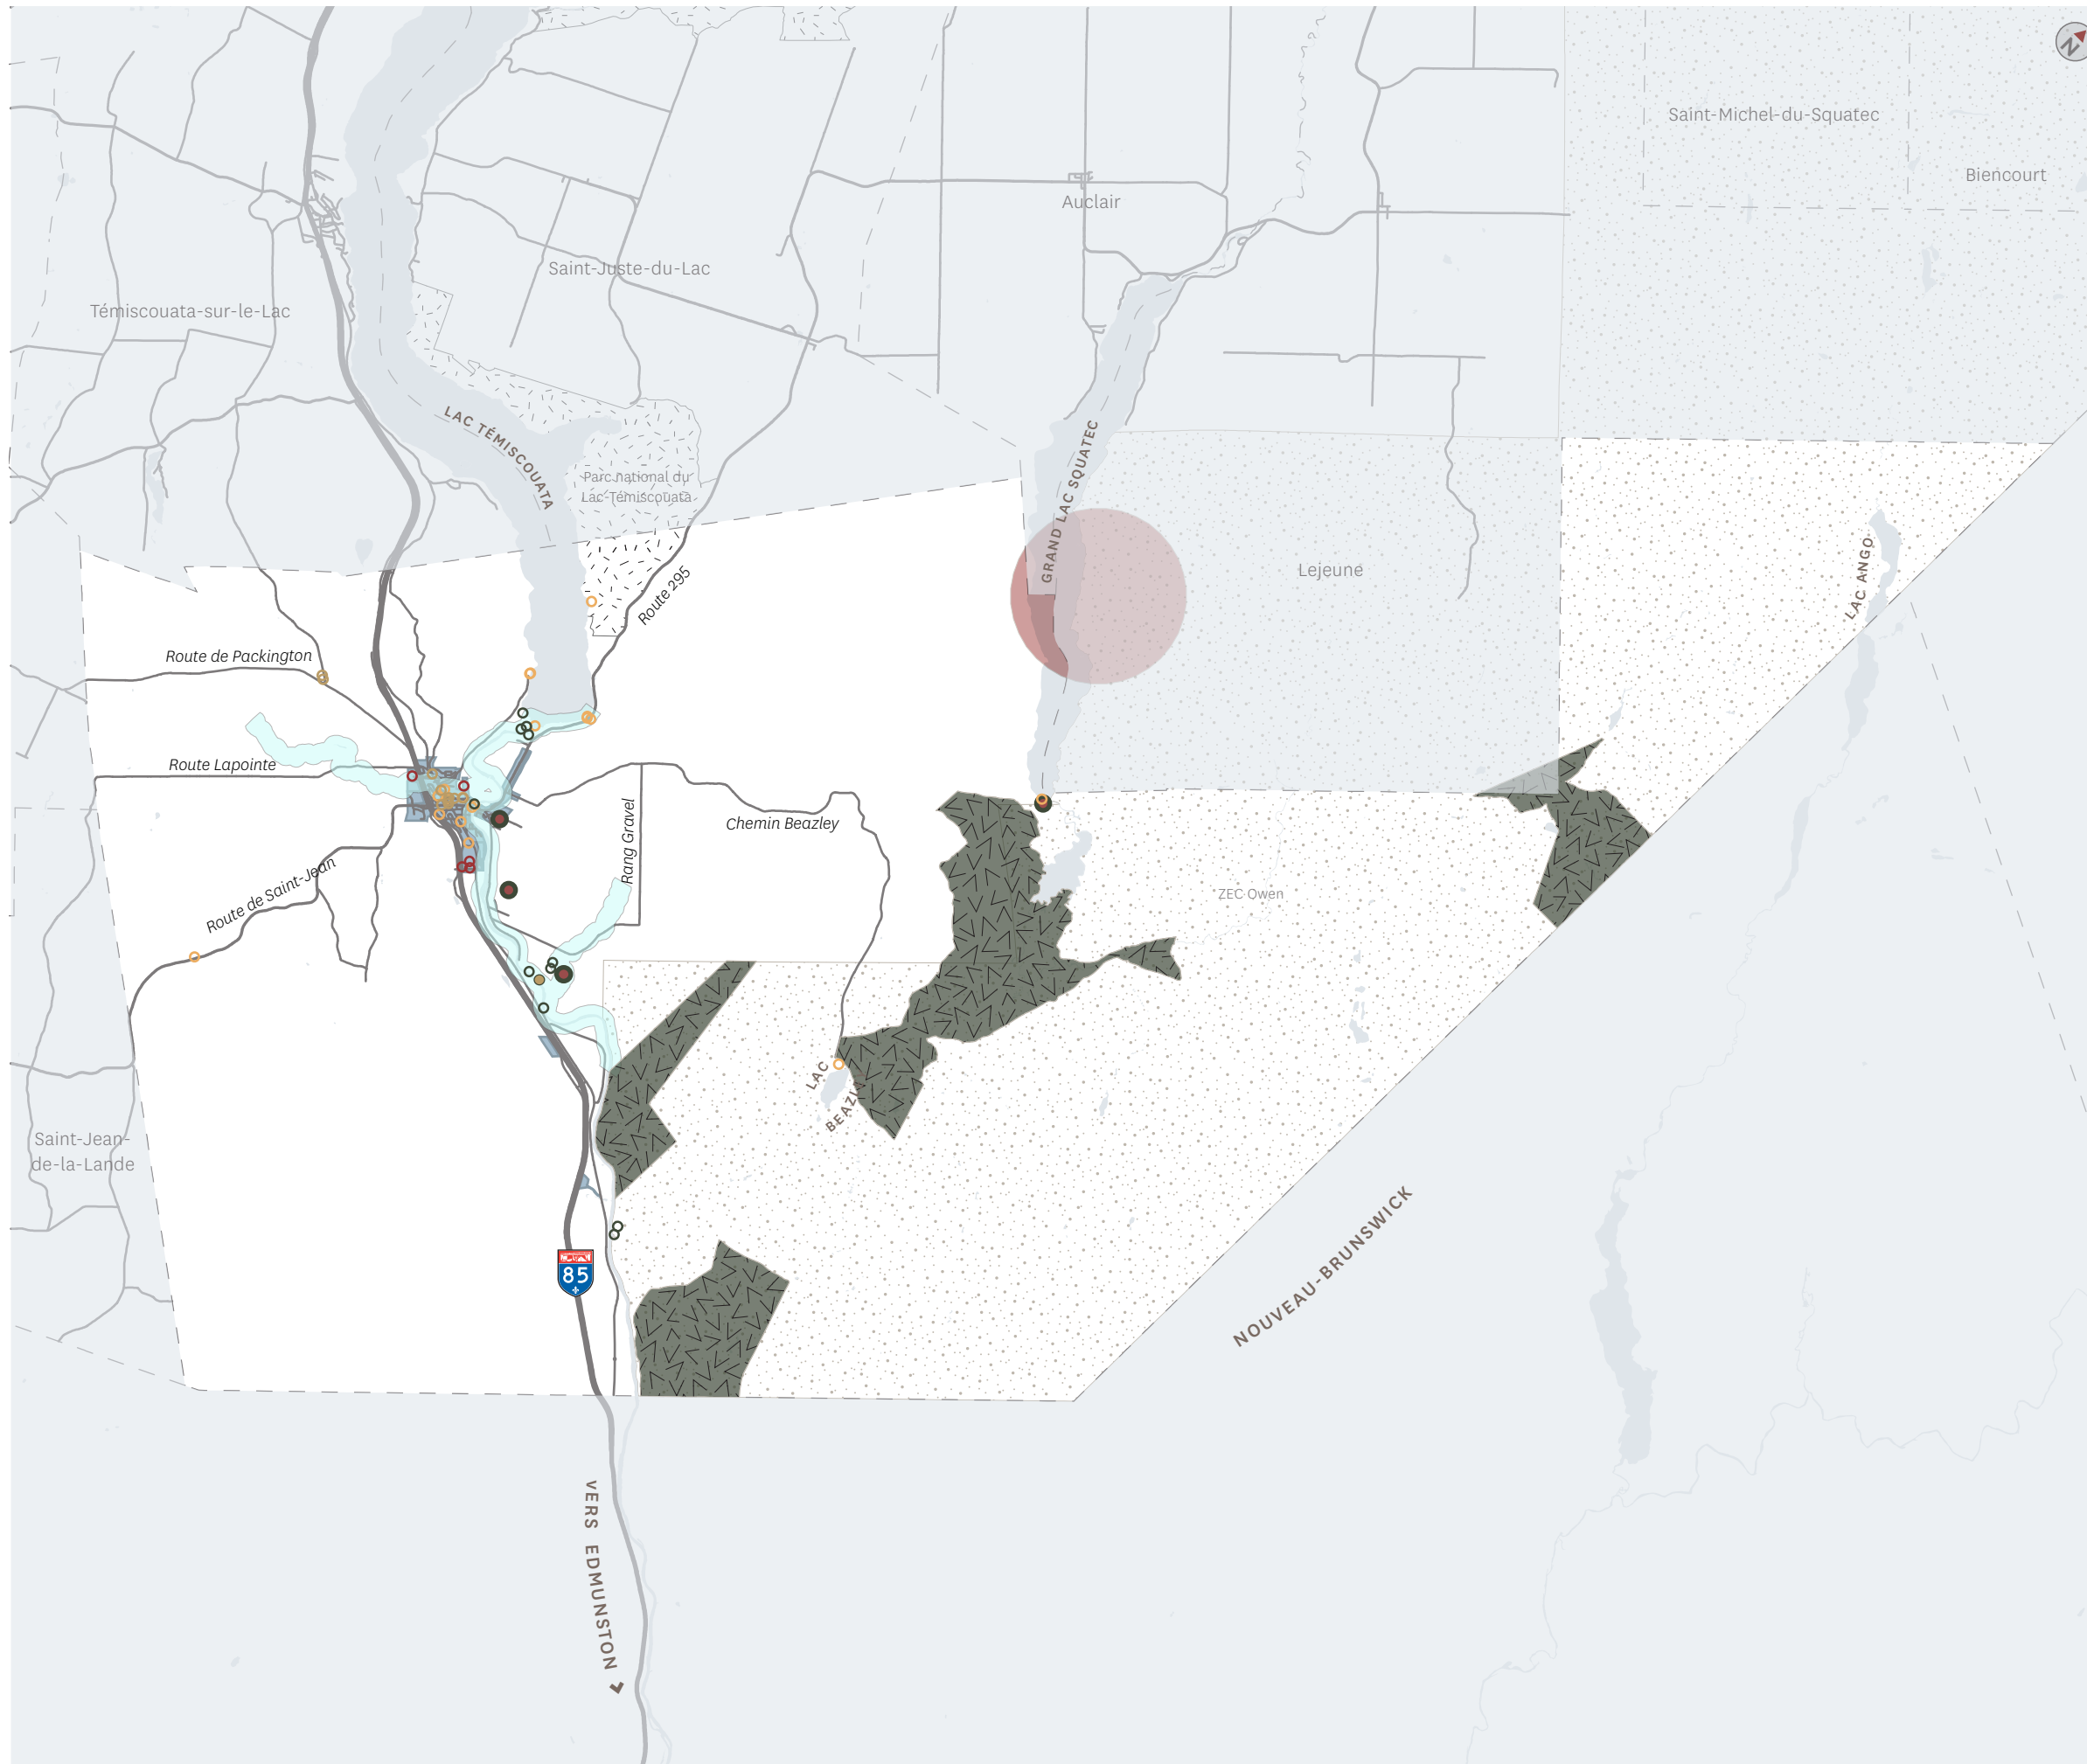 N
Saint-Michel-du-Squatec
Biencourt
Auclair
Saint-Juste-du-Lac
Témiscouata-sur-le-Lac
LAC TÉMISCOUATA
GRAND LAC SQUATEC
Parc national du
Lac-Témiscouata
Route 295
Lejeune
LAC ANGO
Route de Packington
Route Lapointe
Rang Gravel
Chemin Beazley
Route de Saint-Jean
ZEC Owen
LAC
Saint-Jean-
de-la-Lande
85
NOUVEAU-BRUNSWICK
VERS EDMUNSTON